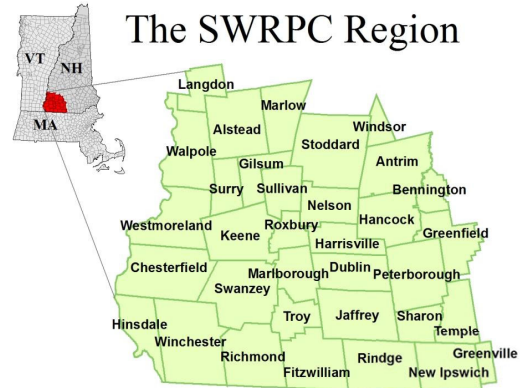 The SWRPC Region
VT
NH
MA
Langdon
Marlow
Alstead
Windsor
Stoddard
Walpole
Antrim
Gilsum
Surry
Sullivan
Bennington
Nelson
Hancock
Westmoreland
Roxbury
Keene
Greenfield
Harrisville
Chesterfield
Marlborough
Dublin
Peterborough
Swanzey
Hinsdale
Troy
Jaffrey
Sharon
Temple
Winchester
Richmond
Rindge
Greenville
Fitzwilliam
New Ipswich